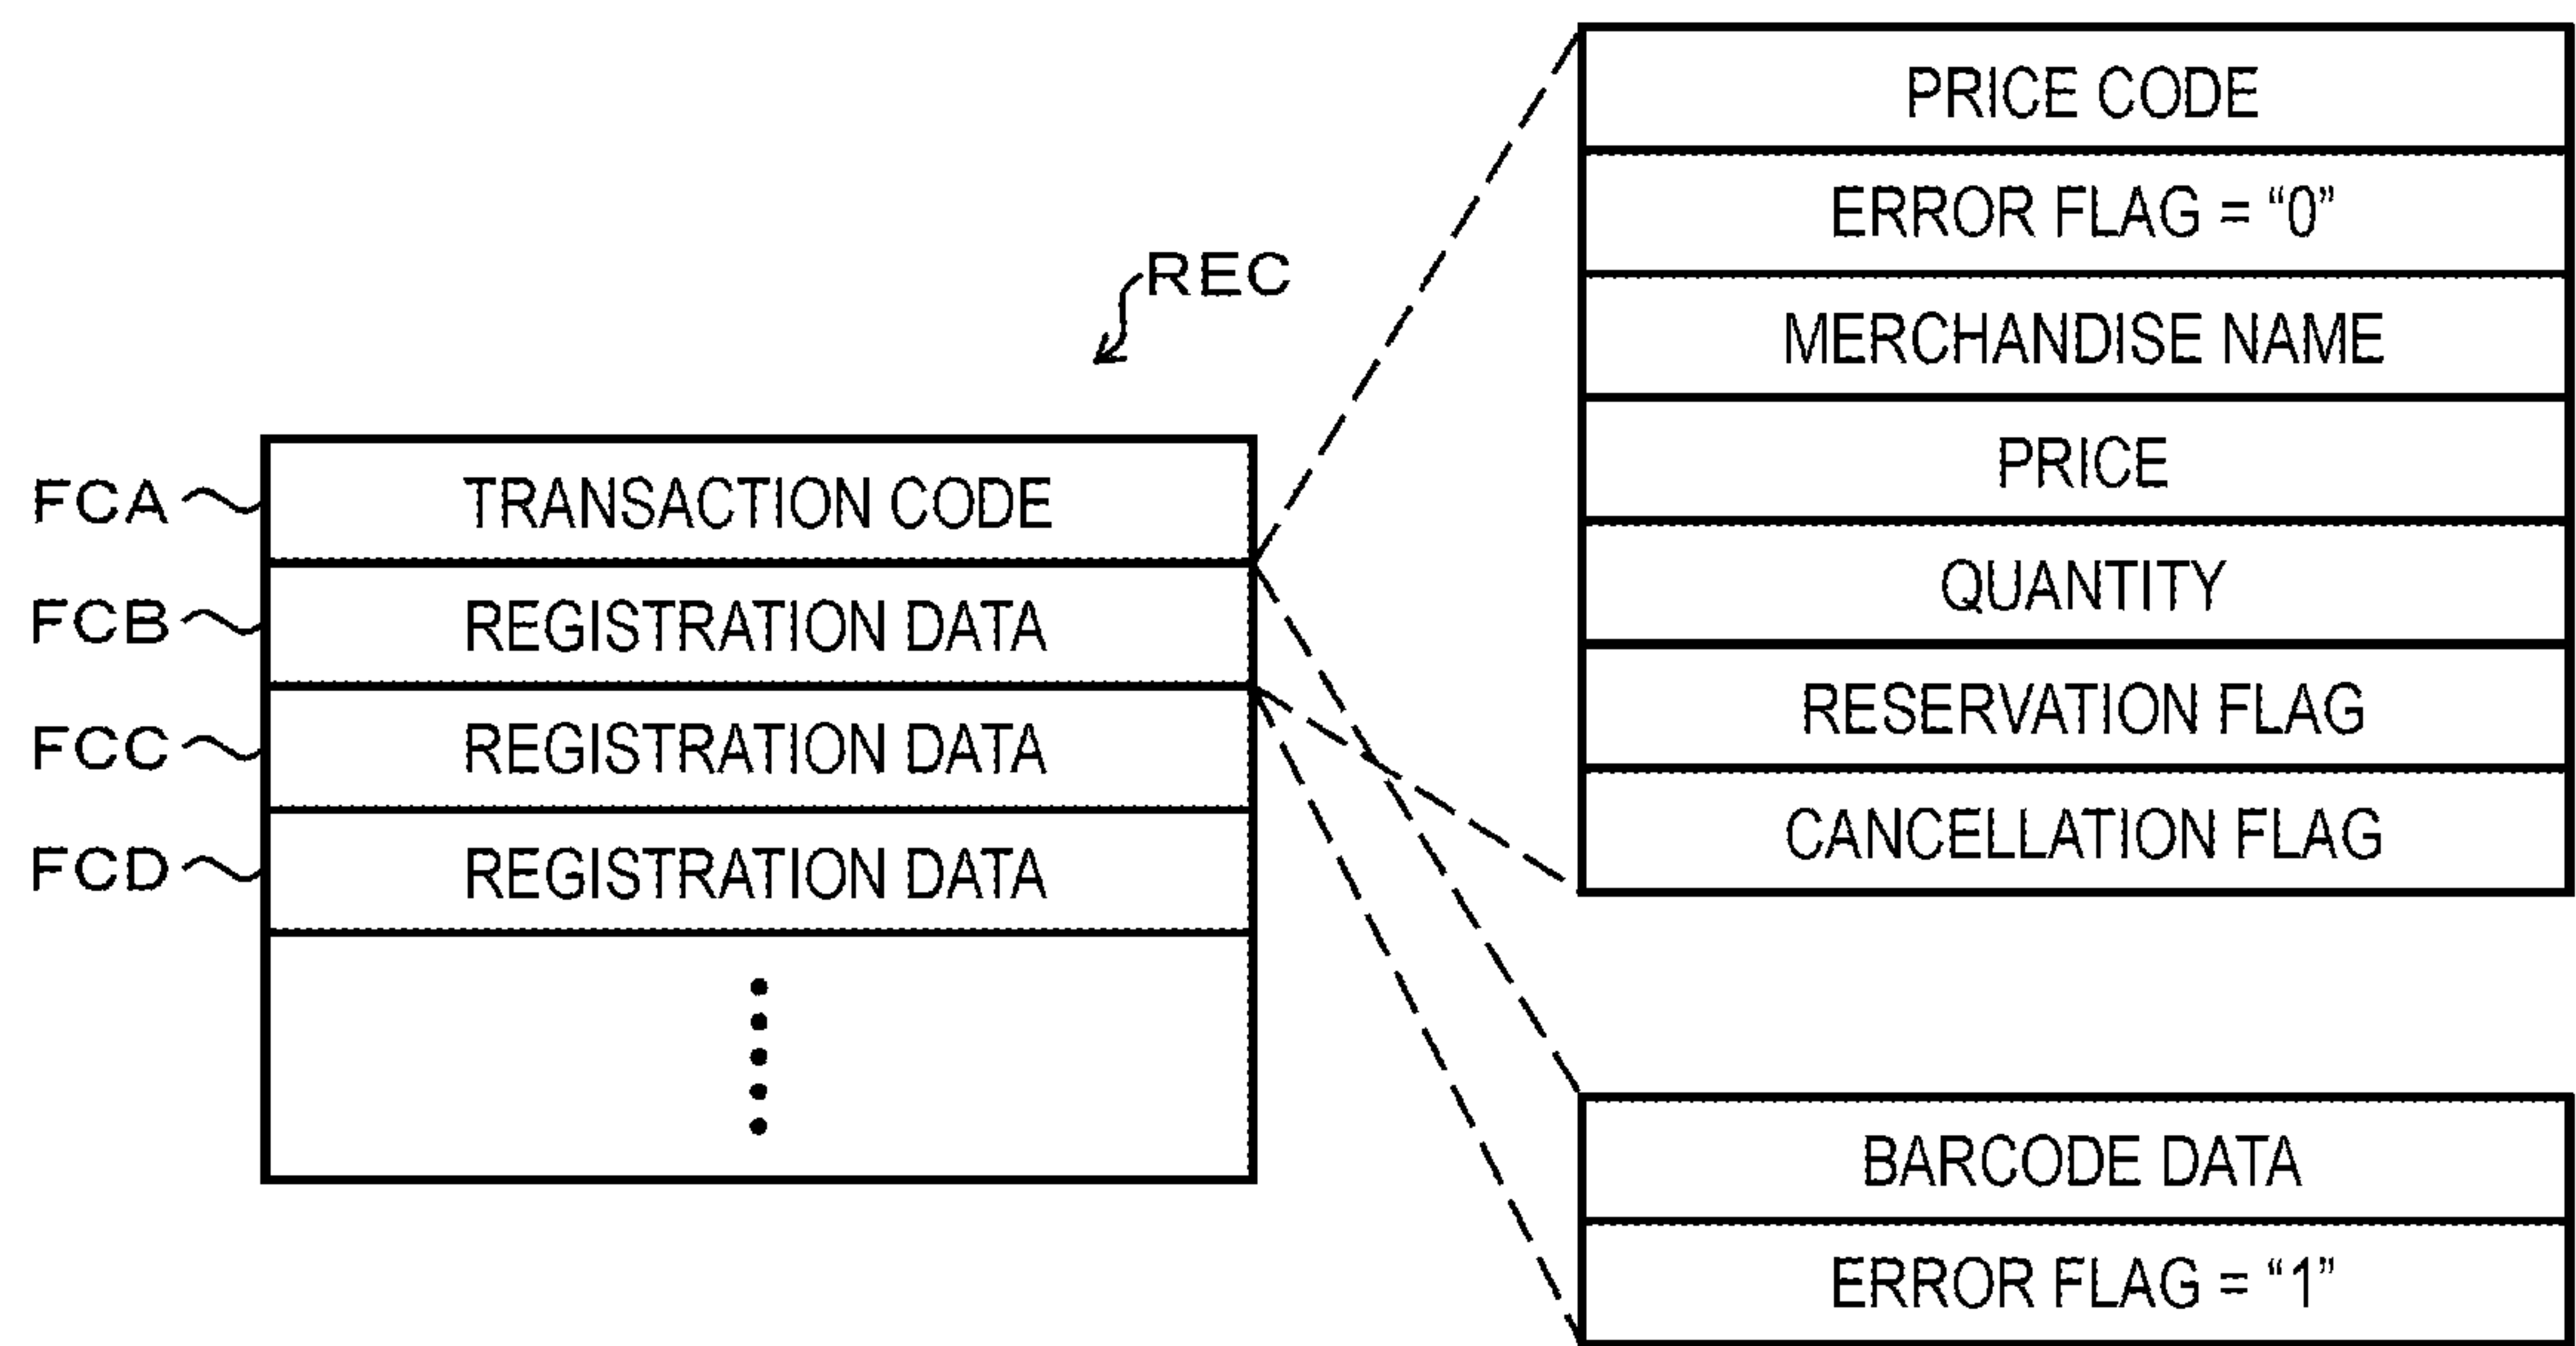 REC
FCA TRANSACTION CODE
FCB REGISTRATION DATA
FCC REGISTRATION DATA
FCD REGISTRATION DATA
PRICE CODE
ERROR FLAG = “0”
MERCHANDISE NAME
PRICE
QUANTITY
RESERVATION FLAG
CANCELLATION FLAG
BARCODE DATA
ERROR FLAG = “1”